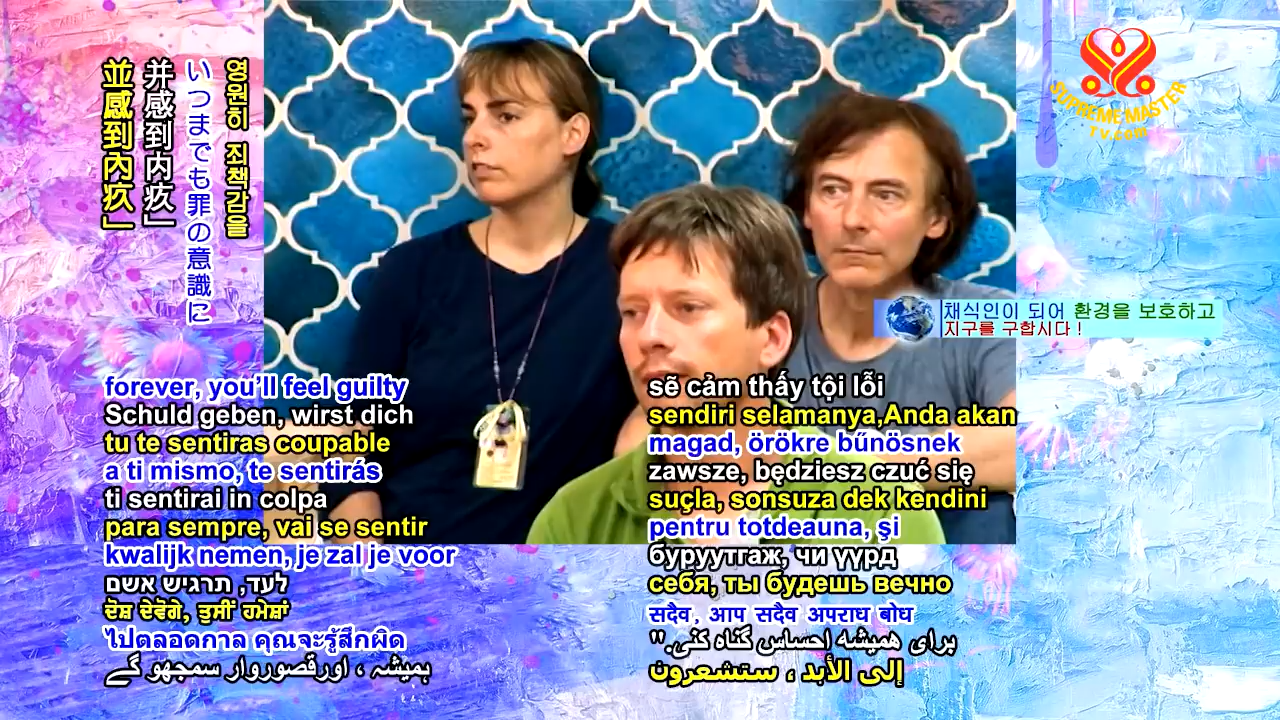 SUPREME MASTER
TV.com
영원히 죄책감을
いつまでも罪の意識に
并感到内疚」
並感到內疚」
채식인이 되어 환경을 보호하고
지구를 구합시다 !
forever, you’ll feel guilty
Schuld geben, wirst dich
tu te sentiras coupable
a ti mismo, te sentirás
ti sentirai in colpa
para sempre, vai se sentir
kwalijk nemen, je zal je voor
לעד, תרגיש אשם
ਦੋਸ਼ ਦੇਵੋਗੇ, ਤੁਸੀਂ ਹਮੇਸ਼ਾਂ
ไปตลอดกาล คุณจะรู้สึกผิด
ہمیشہ ، اورقصوروار سمجھو گے
sẽ cảm thấy tội lỗi
sendiri selamanya,Anda akan
magad, örökre bűnösnek
zawsze, będziesz czuć się
suçla, sonsuza dek kendini
pentru totdeauna, şi
буруутгаж, чи үүрд
себя, ты будешь вечно
सदैव, आप सदैव अपराध बोध
برای همیشه احساس گناه کنی."
إلى الأبد ، ستشعرون